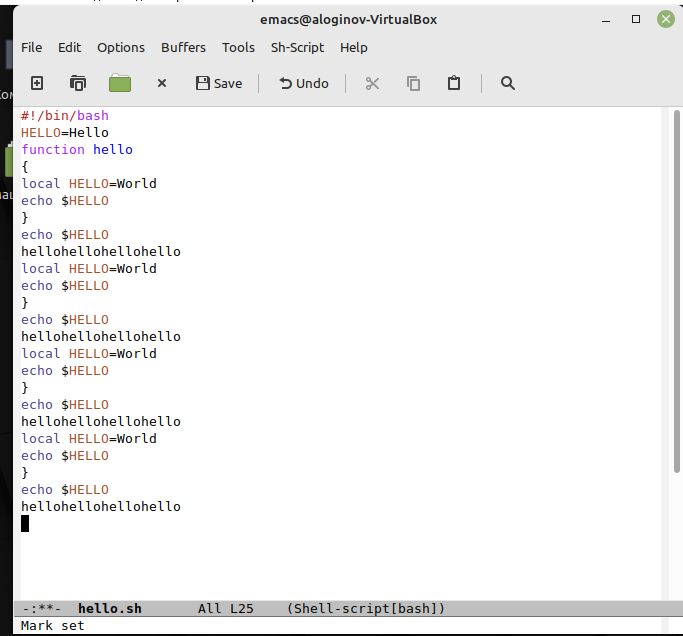 emacs@aloginov-VirtualBox
File Edit Options Buffers Tools Sh-Script Help
Save Undo
#!/bin/bash
HELLO=Hello
function hello
{
local HELLO=World
echo $HELLO
}
echo $HELLO
hellohellohellohello
local HELLO=World
echo $HELLO
}
echo $HELLO
hellohellohellohello
local HELLO=World
echo $HELLO
}
echo $HELLO
hellohellohellohello
local HELLO=World
echo $HELLO
}
echo $HELLO
hellohellohellohello
-:**- hello.sh All L25 (Shell-script[bash])
Mark set